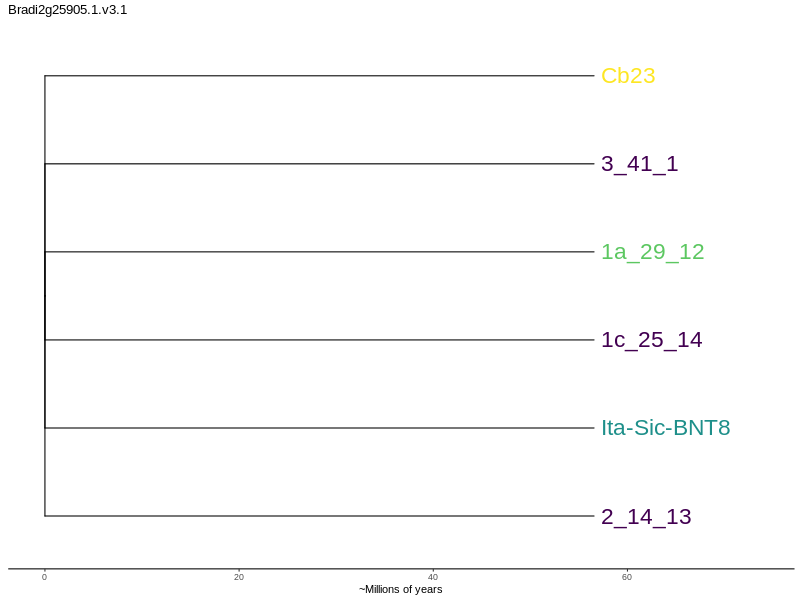 Bradi2g25905.1.v3.1
Cb23
3_41_1
1a_29_12
1c_25_14
Ita-Sic-BNT8
2_14_13
0 20 40 60
~Millions of years